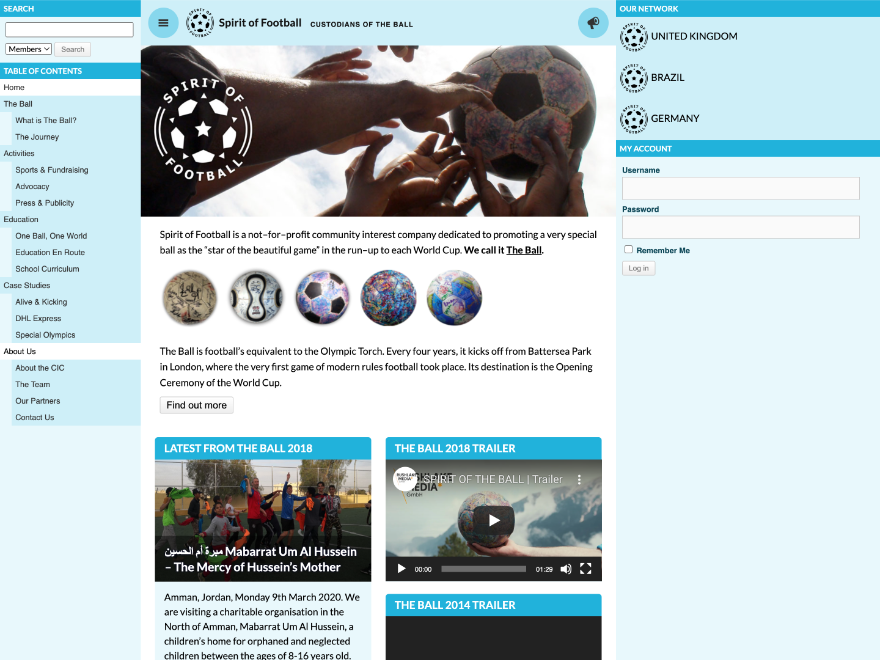 SEARCH
Members
Search
TABLE OF CONTENTS
Home
The Ball
What is The Ball?
The Journey
Activities
Sports & Fundraising
Advocacy
Press & Publicity
Education
One Ball, One World
Education En Route
School Curriculum
Case Studies
Alive & Kicking
DHL Express
Special Olympics
About Us
About the CIC
The Team
Our Partners
Contact Us
Spirit of Football CUSTODIANS OF THE BALL
SPIRIT OF
FOOTBALL
Spirit of Football is a not–for–profit community interest company dedicated to promoting a very special
ball as the “star of the beautiful game” in the run–up to each World Cup. We call it The Ball.
The Ball is football’s equivalent to the Olympic Torch. Every four years, it kicks off from Battersea Park
in London, where the very first game of modern rules football took place. Its destination is the Opening
Ceremony of the World Cup.
Find out more
LATEST FROM THE BALL 2018
ميرة أم الحسين Mabarrat Um Al Hussein
– The Mercy of Hussein’s Mother
Amman, Jordan, Monday 9th March 2020. We
are visiting a charitable organisation in the
North of Amman, Mabarrat Um Al Hussein, a
children’s home for orphaned and neglected
children between the ages of 8-16 years old.
THE BALL 2018 TRAILER
SPIRIT OF THE BALL | Trailer
MEDIA
GmbH
00:00
01:29
THE BALL 2014 TRAILER
OUR NETWORK
UNITED KINGDOM
BRAZIL
GERMANY
MY ACCOUNT
Username
Password
Remember Me
Log in